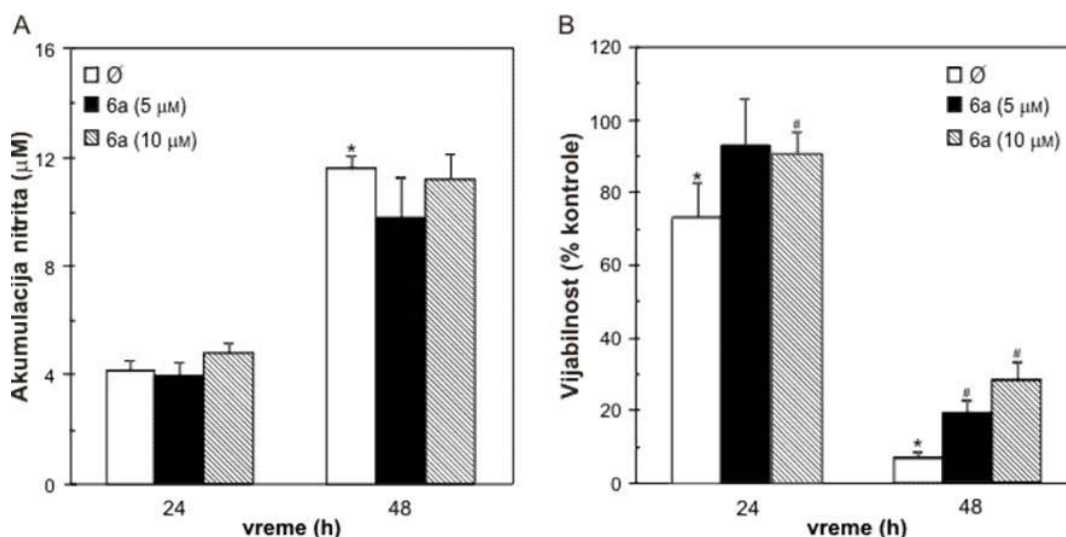 A
Akumulacija nitrita (μM)
16
12
8
4
0
Ø
6a (5 μM)
6a (10 μM)
*
24
48
vreme (h)
B
Vijabilnost (% kontrole)
120
100
80
60
40
20
0
Ø
6a (5 μM)
6a (10 μM)
*
#
*
#
#
24
48
vreme (h)